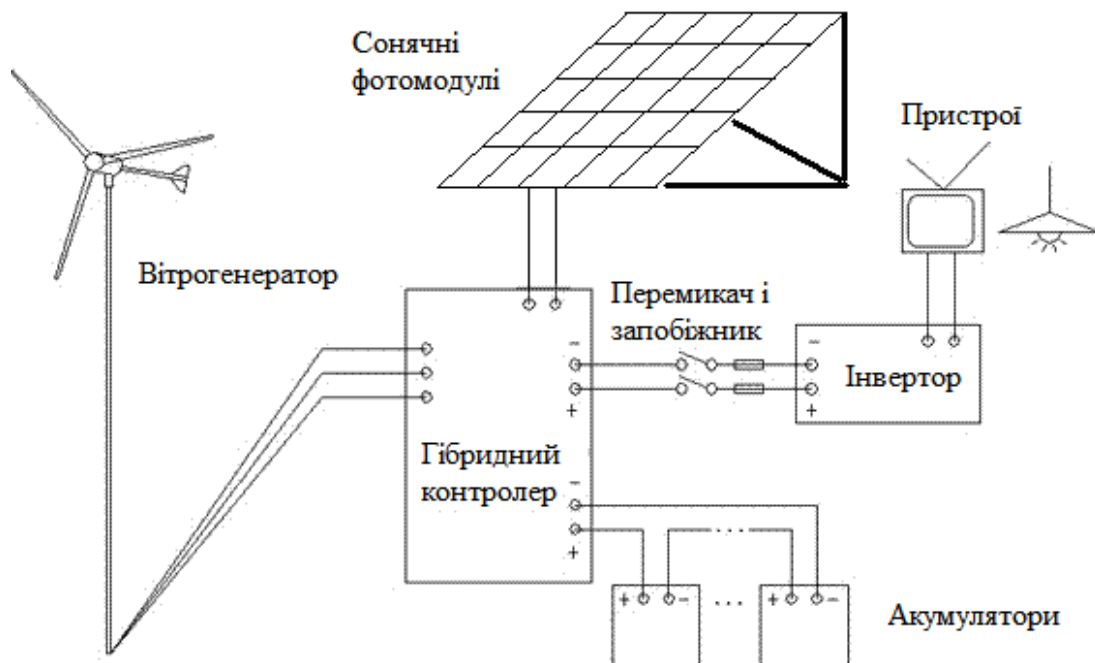 Сонячні
фотомодулі
Пристрої
Вітрогенератор
Перемикач і
запобіжник
−
−
Інвертор
+
+
Гібридний
контролер
−
+
...
+ −
...
+ −
Акумулятори